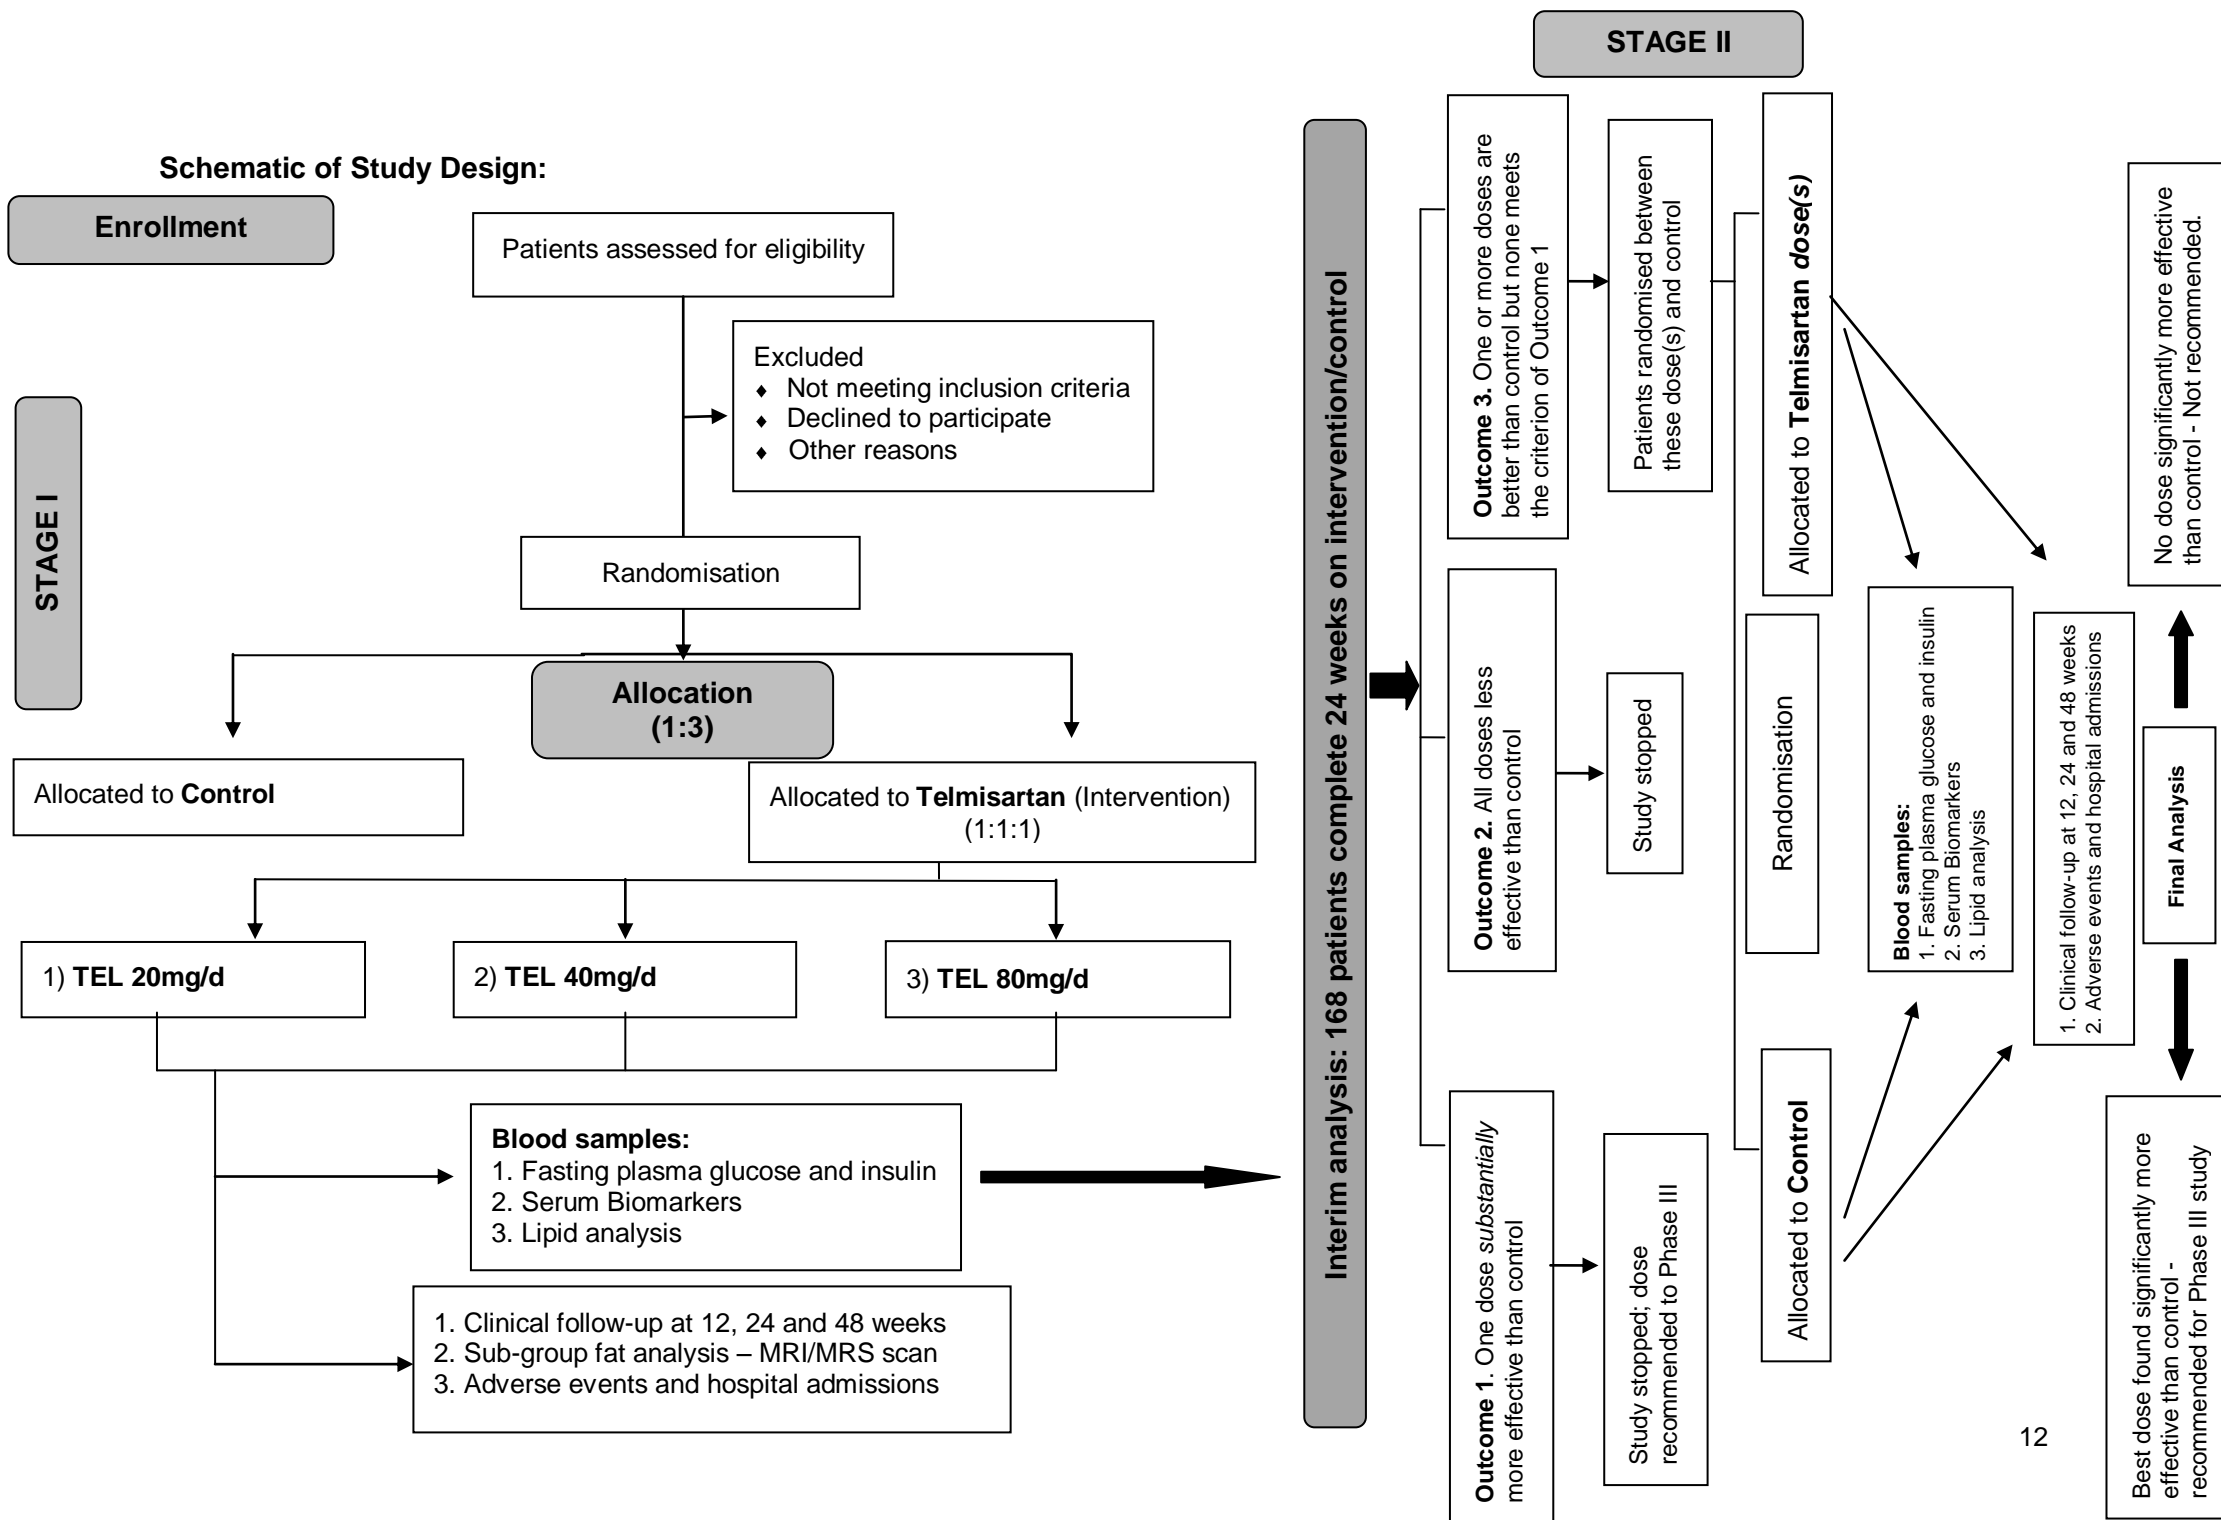 Schematic of Study Design:
Enrollment
Patients assessed for eligibility
Excluded
♦ Not meeting inclusion criteria
♦ Declined to participate
♦ Other reasons
STAGE I
Randomisation
Allocation
(1:3)
Allocated to Control
Allocated to Telmisartan (Intervention)
(1:1:1)
1) TEL 20mg/d
2) TEL 40mg/d
3) TEL 80mg/d
Blood samples:
1. Fasting plasma glucose and insulin
2. Serum Biomarkers
3. Lipid analysis
1. Clinical follow-up at 12, 24 and 48 weeks
2. Sub-group fat analysis – MRI/MRS scan
3. Adverse events and hospital admissions
Interim analysis: 168 patients complete 24 weeks on intervention/control
STAGE II
Outcome 3. One or more doses are
better than control but none meets
the criterion of Outcome 1
Patients randomised between
these dose(s) and control
Outcome 2. All doses less
effective than control
Study stopped
Outcome 1. One dose substantially
more effective than control
Study stopped; dose
recommended to Phase III
Allocated to Telmisartan dose(s)
Randomisation
Allocated to Control
Blood samples:
1. Fasting plasma glucose and insulin
2. Serum Biomarkers
3. Lipid analysis
1. Clinical follow-up at 12, 24 and 48 weeks
2. Adverse events and hospital admissions
No dose significantly more effective
than control - Not recommended.
Final Analysis
Best dose found significantly more
effective than control -
recommended for Phase III study
12